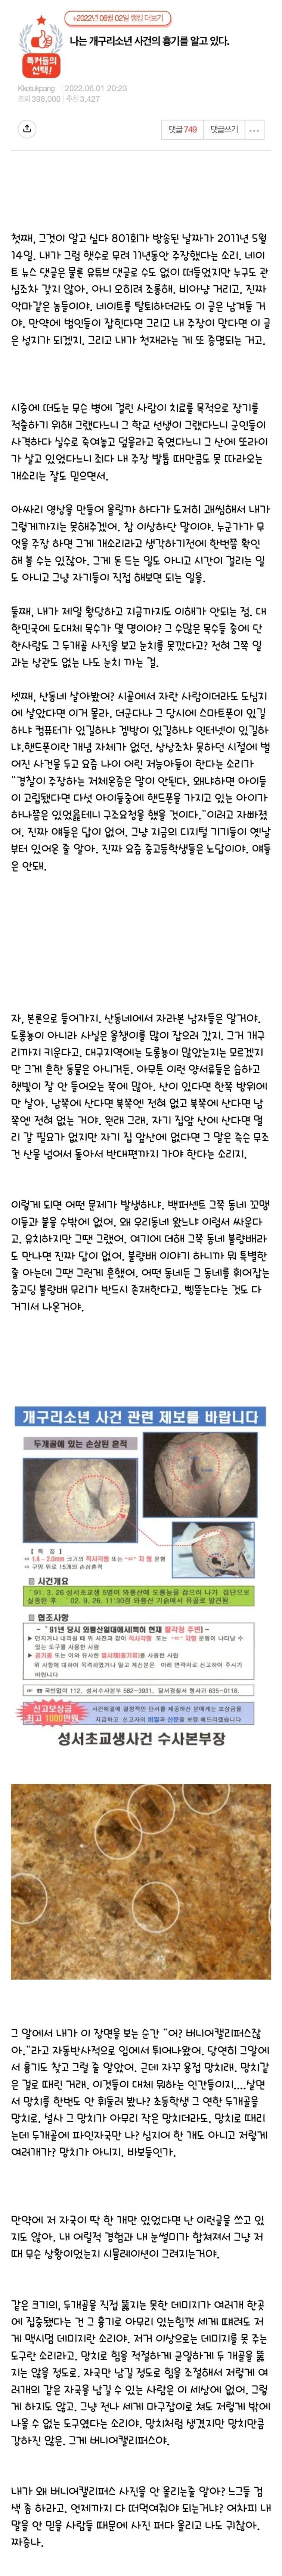 +2022년 06월 02일 랭킹 더보기
톡커들의
선택!
나는 개구리소년 사건의 흉기를 알고 있다.
Kkotukpang | 2022.06.01 20:23
조회 398,000 | 추천 3,427
댓글 749
댓글쓰기
첫째, 그것이 알고 싶다 801회가 방송된 날짜가 2011년 5월
14일. 내가 그럼 햇수로 무려 11년동안 주장했다는 소리. 네이
트 뉴스 댓글은 물론 유튜브 댓글로 수도 없이 떠들었지만 누구도 관
심조차 갖지 않아. 아니 오히려 조롱해. 비아냥 거리고. 진짜
악마같은 놈들이야. 네이트를 탈퇴하더라도 이 글은 남겨둘 거
야. 만약에 범인들이 잡힌다면 그리고 내 주장이 맞다면 이 글
은 성지가 되겠지. 그리고 내가 천재라는 게 또 증명되는 거고.
시중에 떠도는 무슨 병에 걸린 사람이 치료를 목적으로 장기를
적출하기 위해 그랬다느니 그 학교 선생이 그랬다느니 군인들이
사격하다 실수로 죽여놓고 덮을라고 죽였다느니 그 산에 또라이
가 살고 있었다느니 죄다 내 주장 발톱 때만큼도 못 따라오는
개소리는 잘도 믿으면서.
아싸리 영상을 만들어 올릴까 하다가 도저히 괘씸해서 내가
그렇게까지는 못해주겠어. 참 이상하단 말이야. 누군가가 무
엇을 주장 하면 그게 개소리라고 생각하기전에 한번쯤 확인
해 볼 수는 있잖아. 그게 돈 드는 일도 아니고 시간이 걸리는 일
도 아니고 그냥 자기들이 직접 해보면 되는 일을.
둘째, 내가 제일 황당하고 지금까지도 이해가 안되는 점. 대
한민국에 도대체 목수가 몇 명이야? 그 수많은 목수들 중에 단
한사람도 그 두개골 사진을 보고 눈치를 못깠다고? 전혀 그쪽 일
과는 상관도 없는 나도 눈치 까는 걸.
셋째, 산동네 살아봤어? 시골에서 자란 사람이더라도 도심지
에 살았다면 이거 몰라. 더군다나 그 당시에 스마트폰이 있길
하냐 컴퓨터가 있길하냐 겜방이 있길하냐 인터넷이 있길하
냐.핸드폰이란 개념 자체가 없던. 상상조차 못하던 시절에 벌
어진 사건을 두고 요즘 나이 어린 저능아들이 한다는 소리가
"경찰이 주장하는 저체온증은 말이 안된다. 왜냐하면 아이들
이 고립됐다면 다섯 아이들중에 핸드폰을 가지고 있는 아이가
하나쯤은 있었을테니 구조요청을 했을 것이다."이러고 자빠졌
어. 진짜 얘들은 답이 없어. 그냥 지금의 디지털 기기들이 옛날
부터 있어온 줄 알아. 진짜 요즘 중고등학생들은 노답이야. 얘들
은 안돼.
자, 본론으로 들어가지. 산동네에서 자라본 남자들은 알거야.
도롱뇽이 아니라 사실은 올챙이를 많이 잡으러 갔지. 그거 개구
리까지 키운다고. 대구지역에는 도롱뇽이 많았는지는 모르겠지
만 그게 흔한 동물은 아니거든. 아무튼 이런 양서류들은 습하고
햇빛이 잘 안 들어오는 쪽에 많아. 산이 있다면 한쪽 방위에
만 살아. 남쪽에 산다면 북쪽엔 전혀 없고 북쪽에 산다면 남
쪽엔 전혀 없는 거야. 원래 그래. 자기 집앞 산에 산다면 멀
리 갈 필요가 없지만 자기 집 앞산에 없다면 그 말은 즉슨 무조
건 산을 넘어서 돌아서 반대편까지 가야 한다는 소리지.
이렇게 되면 어떤 문제가 발생하냐. 백퍼센트 그쪽 동네 꼬맹
이들과 붙을 수밖에 없어. 왜 우리동네 왔느냐 이럼서 싸운다
고. 유치하지만 그땐 그랬어. 여기에 더해 그쪽 동네 불량배라
도 만나면 진짜 답이 없어. 불량배 이야기 하니까 뭐 특별한
줄 아는데 그땐 그런게 흔했어. 어떤 동네든 그 동네를 휘어잡는
중고딩 불량배 무리가 반드시 존재한다고. 삥뜯는다는 것도 다
거기서 나온거야.
개구리소년 사건 관련 제보를 바랍니다
두개골에 있는 손상된 흔적
【 특 징 】
⇨ 1.4 ~ 2.0mm 크기의 직사각형 또는 "ㄷ"자 형 문형
⇨ 구멍 뒤로 15개의 손상흔적
▣ 사건개요
'91. 3. 26 성서초교생 5명이 와룡산에 도롱뇽을 잡으러 나가 집단으로
실종된 후 '02. 9. 26. 11:30경 와룡산 기슭에서 유골로 발견됨.
▣ 협조사항
- '91년 당시 와룡산일대에서(특히 현재 빨강점 주변) -
▶ 단지거나 내려칠 때 위 사진과 같이 직사각형 또는 "ㄷ"자형 문형이 나타날 수
있는 도구를 사용한 사람
▶ 공기총 또는 이와 유사한 발사체(총기류)를 사용한 사람
위 사항에 대하여 목격하였거나 알고 계신분은 아래 연락처로 신고하여 주시기
바랍니다
☞ ☎ 국번없이 112, 성서수사본부 582-3931, 달서경찰서 형사과 635-0118.
신고보상금
최고 1000만원
사건해결에 결정적인 단서를 제공하신 분에게는 보상금을
지급하고 신고자의 비밀과 신분을 보장 해드리겠습니다
성서초교생사건 수사본부장
그 알에서 내가 이 장면을 보는 순간 "어? 버니어캘리퍼스잖
아."라고 자동반사적으로 입에서 튀어나왔어. 당연히 그알에
서 흉기도 찾고 그럴 줄 알았어. 근데 자꾸 용접 망치래. 망치같
은 걸로 때린 거래. 이것들이 대체 뭐하는 인간들이지....살면
서 망치를 한번도 안 휘둘러 봤나? 초등학생 그 연한 두개골을
망치로. 설사 그 망치가 아무리 작은 망치더라도. 망치로 때리
는데 두개골에 파인자국만 나? 심지어 한 개도 아니고 저렇게
여러개가? 망치가 아니지. 바보들인가.
만약에 저 자국이 딱 한 개만 있었다면 난 이런글을 쓰고 있
지도 않아. 내 어릴적 경험과 내 눈썰미가 합쳐져서 그냥 저
때 무슨 상황이었는지 시뮬레이션이 그려지는거야.
같은 크기의, 두개골을 직접 뚫지는 못한 데미지가 여러개 한곳
에 집중됐다는 건 그 흉기로 아무리 있는힘껏 세게 때려도 저
게 맥시멈 데미지란 소리야. 저거 이상으로는 데미지를 못 주는
도구란 소리라고. 망치로 힘을 적절하게 균일하게 두 개골을 뚫
지는 않을 정도로. 자국만 남길 정도로 힘을 조절해서 저렇게 여
러개의 같은 자국을 남길 수 있는 사람은 이 세상에 없어. 그렇
게 하지도 않고. 그냥 전나 세게 마구잡이로 쳐도 저렇게 밖에
나올 수 없는 도구였다는 소리야. 망치처럼 생겼지만 망치만큼
강하진 않은. 그게 버니어캘리퍼스야.
내가 왜 버니어캘리퍼스 사진을 안 올리는줄 알아? 느그들 검
색 좀 하라고. 언제까지 다 떠먹여줘야 되는거냐? 어차피 내
말을 안 믿을 사람들 때문에 사진 퍼다 올리고 나도 귀찮아.
짜증나.